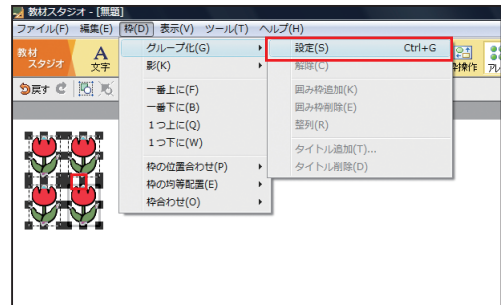 教材スタジオ - [無題]
ファイル(F) 編集(E) 枠(D) 表示(V) ツール(T) ヘルプ(H)
教材
スタジオ
A
文字
戻す
グループ化(G)
影(K)
一番上に(F)
一番下に(B)
1つ上に(Q)
1つ下に(W)
枠の位置合わせ(P)
枠の均等配置(E)
枠合わせ(O)
設定(S) Ctrl+G
解除(C)
囲み枠追加(K)
囲み枠削除(E)
整列(R)
タイトル追加(T)...
タイトル削除(D)
枠操作